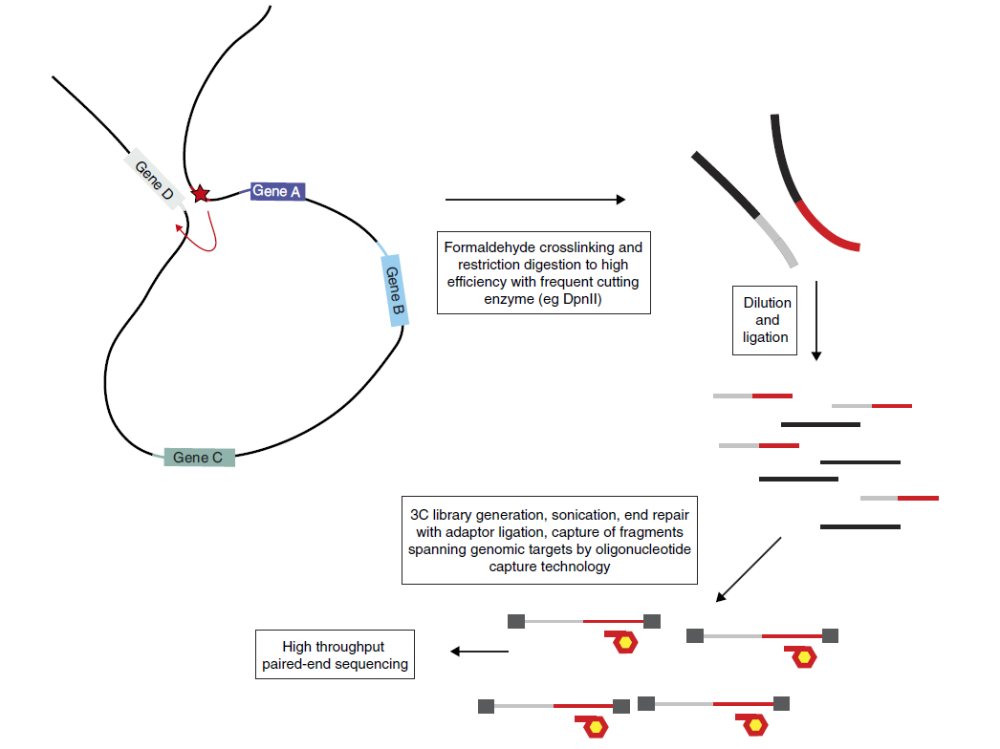 Gene D
Gene A
Gene B
Gene C
Formaldehyde crosslinking and
restriction digestion to high
efficiency with frequent cutting
enzyme (eg DpnII)
Dilution
and
ligation
3C library generation, sonication, end repair
with adaptor ligation, capture of fragments
spanning genomic targets by oligonucleotide
capture technology
High throughput
paired-end sequencing